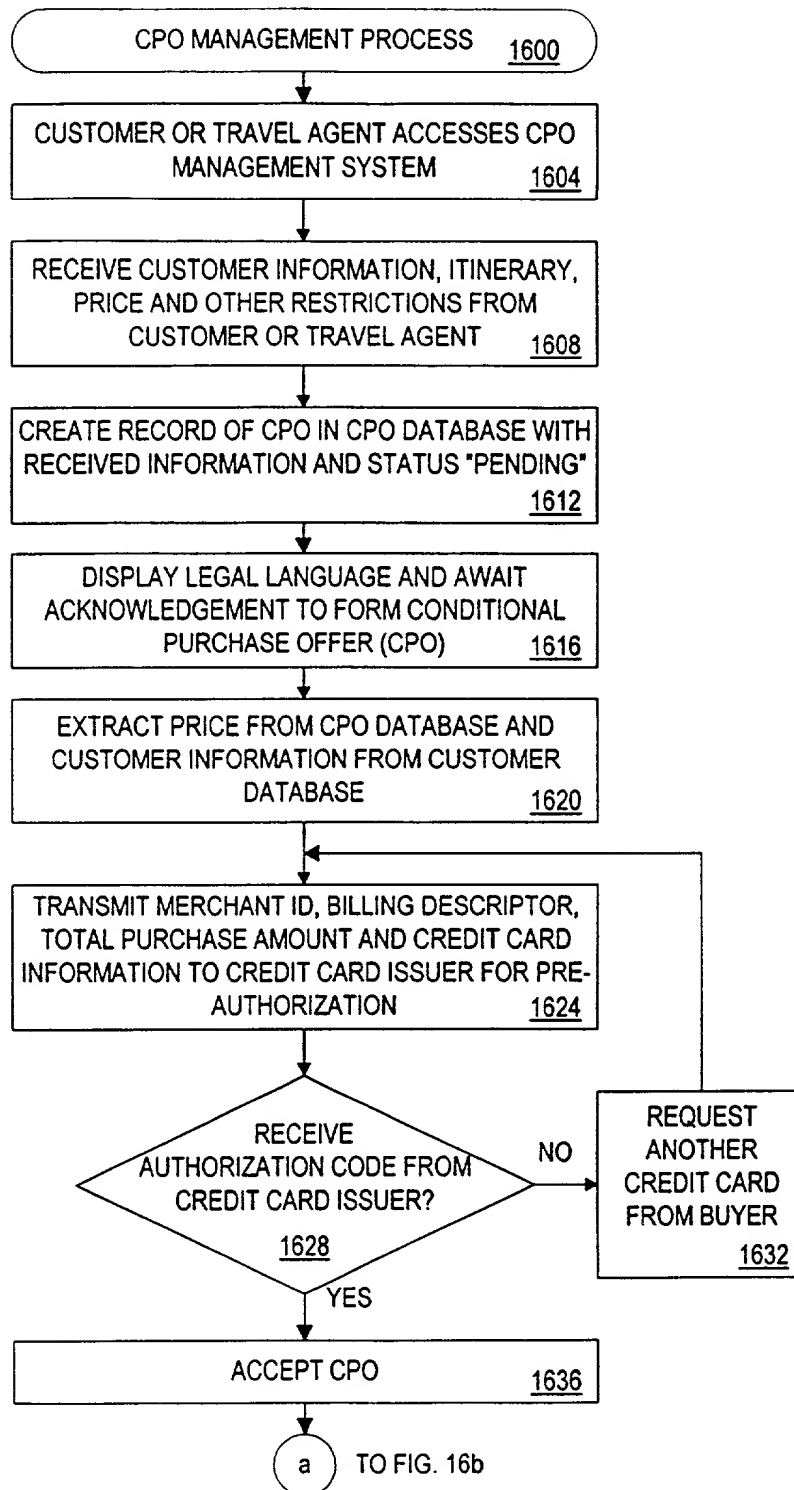 CPO MANAGEMENT PROCESS
1600
CUSTOMER OR TRAVEL AGENT ACCESSES CPO
MANAGEMENT SYSTEM
1604
RECEIVE CUSTOMER INFORMATION, ITINERARY,
PRICE AND OTHER RESTRICTIONS FROM
CUSTOMER OR TRAVEL AGENT
1608
CREATE RECORD OF CPO IN CPO DATABASE WITH
RECEIVED INFORMATION AND STATUS "PENDING"
1612
DISPLAY LEGAL LANGUAGE AND AWAIT
ACKNOWLEDGEMENT TO FORM CONDITIONAL
PURCHASE OFFER (CPO)
1616
EXTRACT PRICE FROM CPO DATABASE AND
CUSTOMER INFORMATION FROM CUSTOMER
DATABASE
1620
TRANSMIT MERCHANT ID, BILLING DESCRIPTOR,
TOTAL PURCHASE AMOUNT AND CREDIT CARD
INFORMATION TO CREDIT CARD ISSUER FOR PRE-
AUTHORIZATION
1624
RECEIVE
AUTHORIZATION CODE FROM
CREDIT CARD ISSUER?
1628
NO
REQUEST
ANOTHER
CREDIT CARD
FROM BUYER
1632
YES
ACCEPT CPO
1636
a
TO FIG. 16b